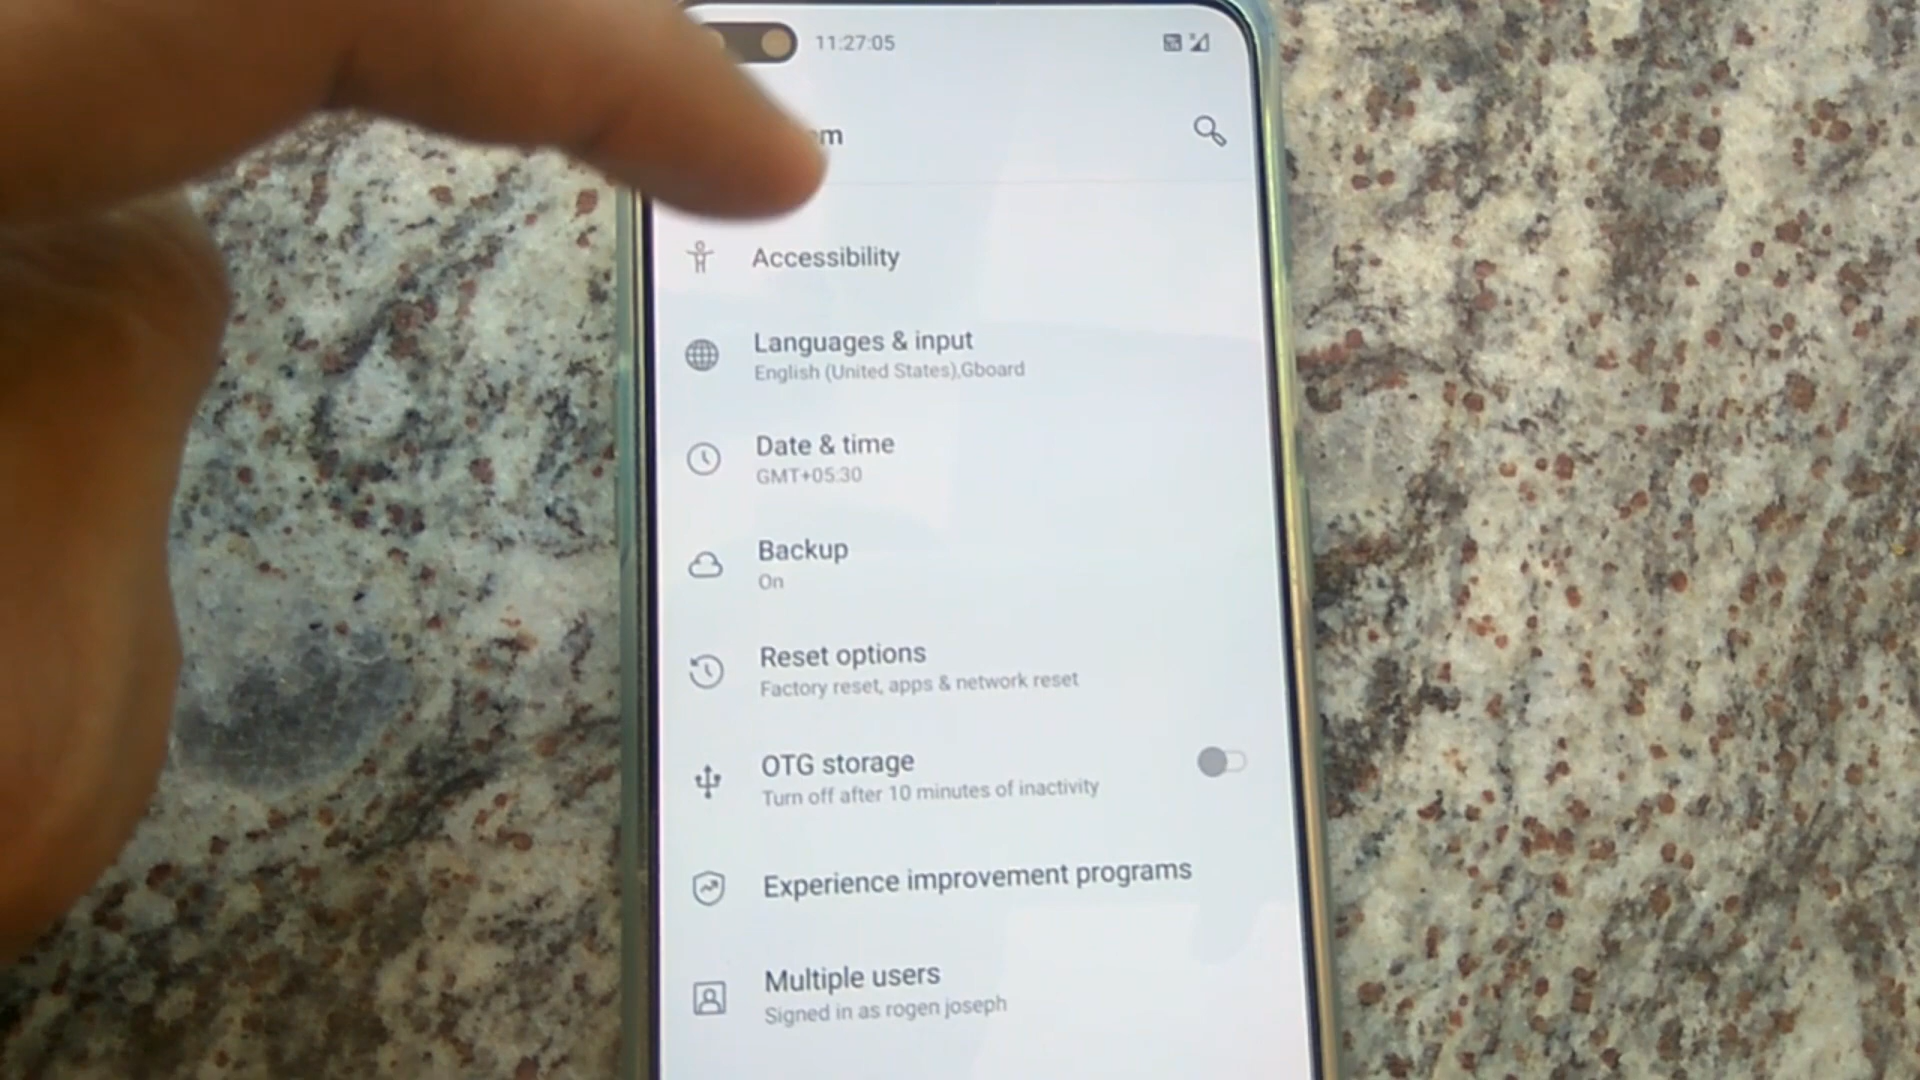 11:27:05
Accessibility
Languages & input
English (United States),Gboard
Date & time
GMT+05:30
Backup
On
Reset options
Factory reset, apps & network reset
OTG storage
Turn off after 10 minutes of inactivity
Experience improvement programs
Multiple users
Signed in as rogen joseph